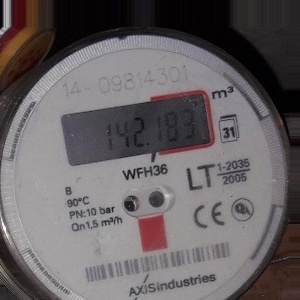 14-09814301
m³
142.183
31
WFH36
LT 1-2035
2005
B
90°C
PN:10 bar
Qn1,5 m³/h
CE
AXISindustries